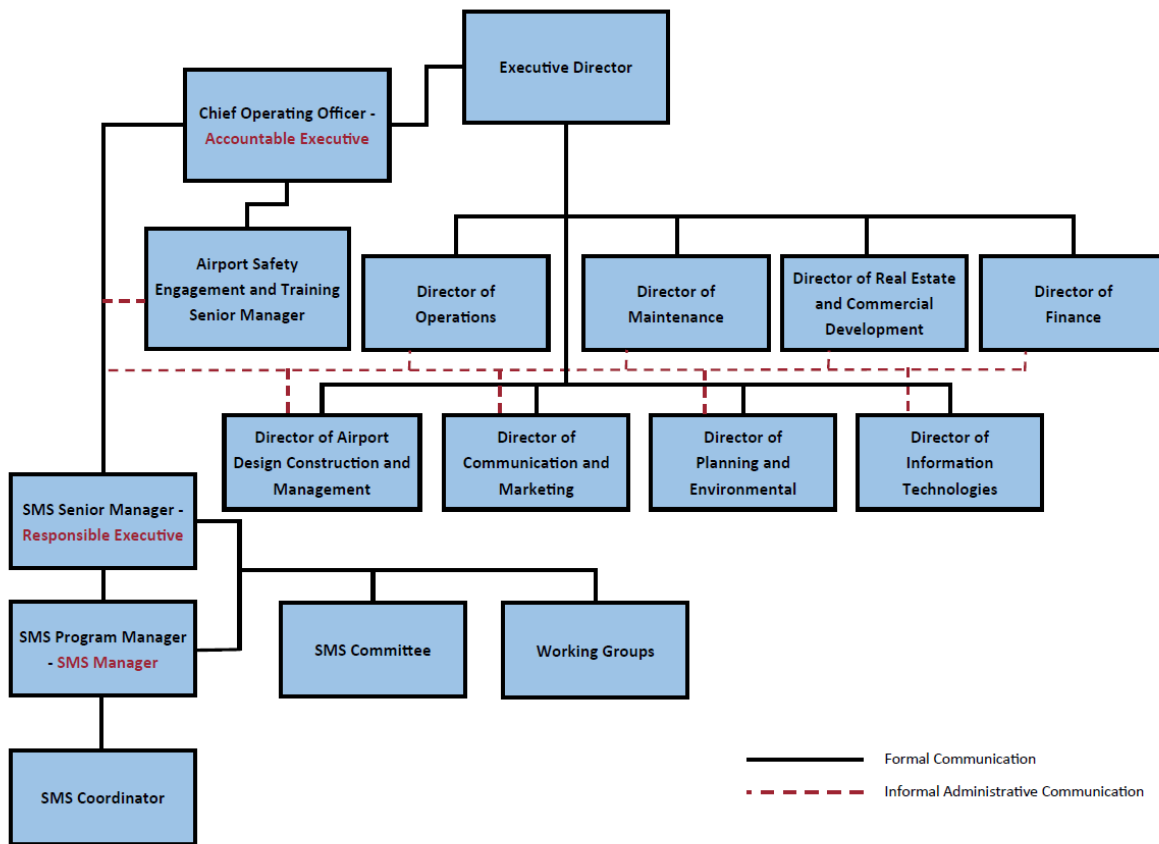 Executive Director
Chief Operating Officer -
Accountable Executive
Airport Safety
Engagement and Training
Senior Manager
Director of
Operations
Director of
Maintenance
Director of Real Estate
and Commercial
Development
Director of
Finance
Director of Airport
Design Construction and
Management
Director of
Communication and
Marketing
Director of
Planning and
Environmental
Director of
Information
Technologies
SMS Senior Manager -
Responsible Executive
SMS Program Manager
- SMS Manager
SMS Committee
Working Groups
SMS Coordinator
Formal Communication
Informal Administrative Communication